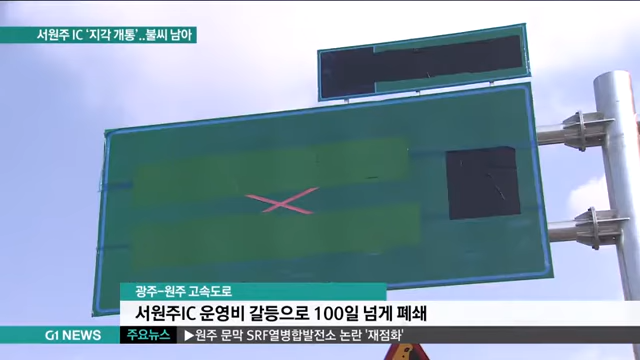 서원주 IC '지각 개통'..불씨 남아
광주-원주 고속도로
서원주IC 운영비 갈등으로 100일 넘게 폐쇄
G1 NEWS 주요뉴스 ▶원주 문막 SRF열병합발전소 논란 '재점화'